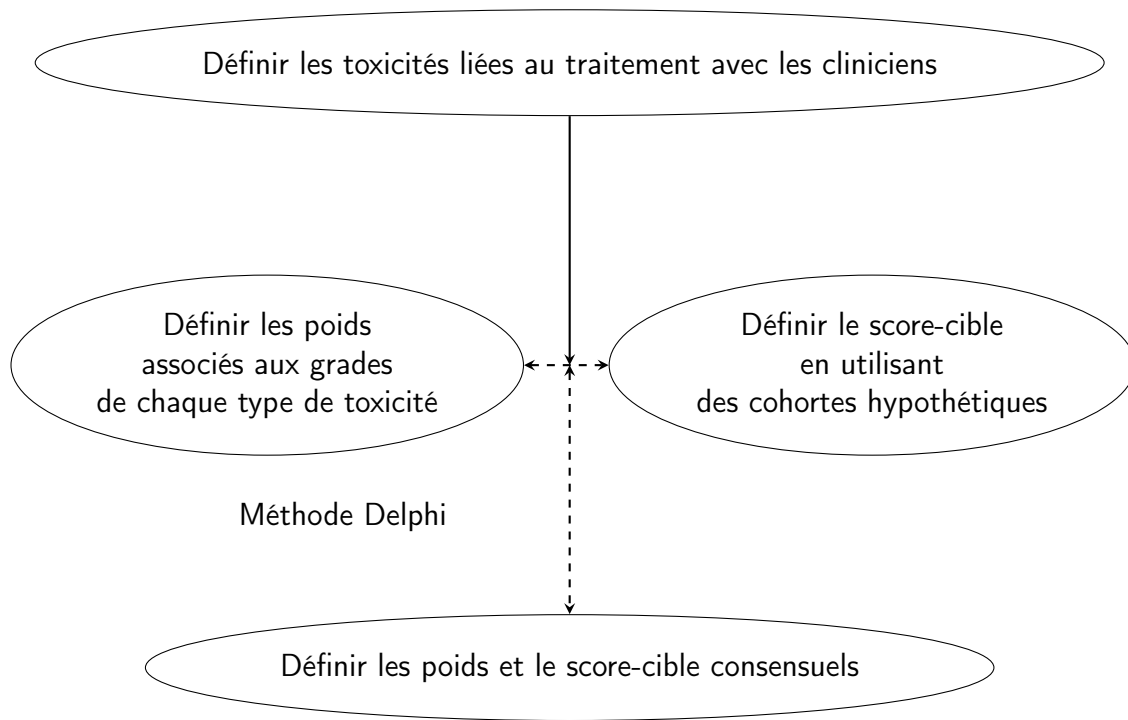 Définir les toxicités liées au traitement avec les cliniciens
Définir les poids
associés aux grades
de chaque type de toxicité
Définir le score-cible
en utilisant
des cohortes hypothétiques
Méthode Delphi
Définir les poids et le score-cible consensuels